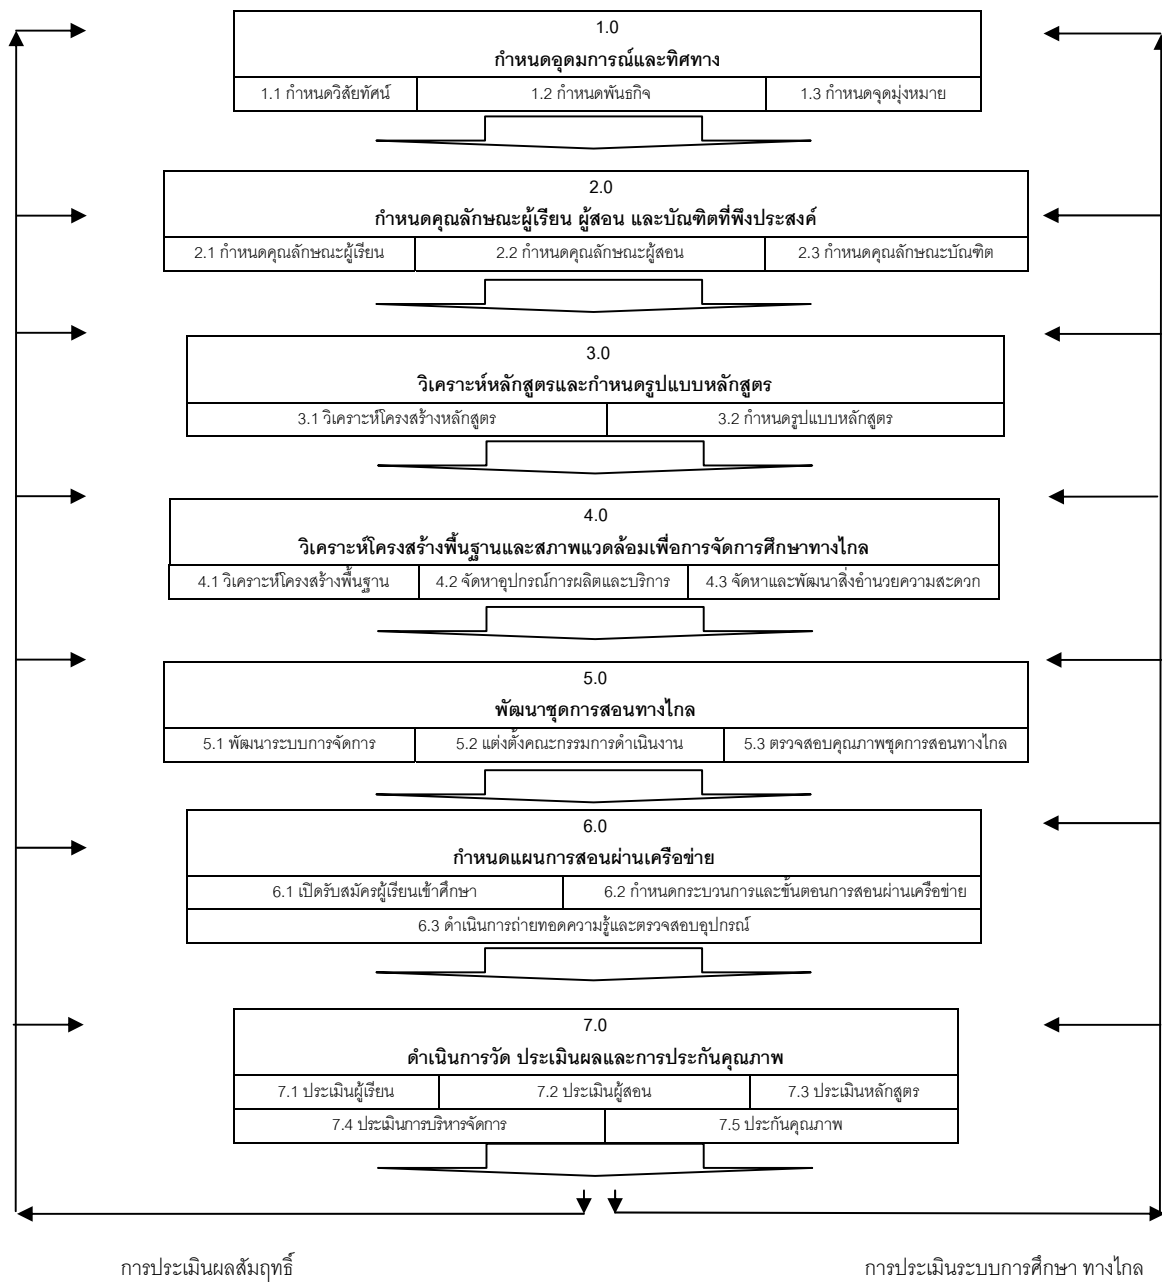 1.0
กำหนดอุดมการณ์และทิศทาง
1.1 กำหนดวิสัยทัศน์ 1.2 กำหนดพันธกิจ 1.3 กำหนดจุดมุ่งหมาย
2.0
กำหนดคุณลักษณะผู้เรียน ผู้สอน และบัณฑิตที่พึงประสงค์
2.1 กำหนดคุณลักษณะผู้เรียน 2.2 กำหนดคุณลักษณะผู้สอน 2.3 กำหนดคุณลักษณะบัณฑิต
3.0
วิเคราะห์หลักสูตรและกำหนดรูปแบบหลักสูตร
3.1 วิเคราะห์โครงสร้างหลักสูตร 3.2 กำหนดรูปแบบหลักสูตร
4.0
วิเคราะห์โครงสร้างพื้นฐานและสภาพแวดล้อมเพื่อการจัดการศึกษาทางไกล
4.1 วิเคราะห์โครงสร้างพื้นฐาน 4.2 จัดหาอุปกรณ์การผลิตและบริการ 4.3 จัดหาและพัฒนาสิ่งอำนวยความสะดวก
5.0
พัฒนาชุดการสอนทางไกล
5.1 พัฒนาระบบการจัดการ 5.2 แต่งตั้งคณะกรรมการดำเนินงาน 5.3 ตรวจสอบคุณภาพชุดการสอนทางไกล
6.0
กำหนดแผนการสอนผ่านเครือข่าย
6.1 เปิดรับสมัครผู้เรียนเข้าศึกษา 6.2 กำหนดกระบวนการและขั้นตอนการสอนผ่านเครือข่าย
6.3 ดำเนินการถ่ายทอดความรู้และตรวจสอบอุปกรณ์
7.0
ดำเนินการวัด ประเมินผลและการประกันคุณภาพ
7.1 ประเมินผู้เรียน 7.2 ประเมินผู้สอน 7.3 ประเมินหลักสูตร
7.4 ประเมินการบริหารจัดการ 7.5 ประกันคุณภาพ
การประเมินผลสัมฤทธิ์ การประเมินระบบการศึกษา ทางไกล